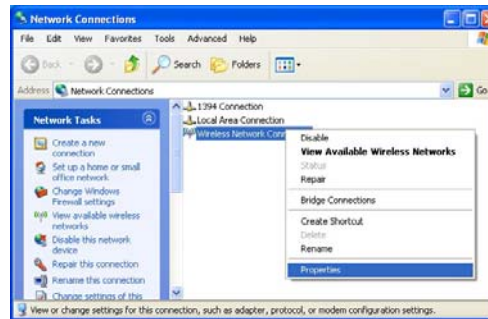 Network Connections
File Edit View Favorites Tools Advanced Help
Back Search Folders
Address Network Connections Go
Network Tasks
Create a new
connection
Set up a home or small
office network
Change Windows
Firewall settings
View available wireless
networks
Disable this network
device
Repair this connection
Rename this connection
Change settings of this
1394 Connection
Local Area Connection
Wireless Network Conn
Disable
View Available Wireless Networks
Status
Repair
Bridge Connections
Create Shortcut
Delete
Rename
Properties
View or change settings for this connection, such as adapter, protocol, or modem configuration settings.